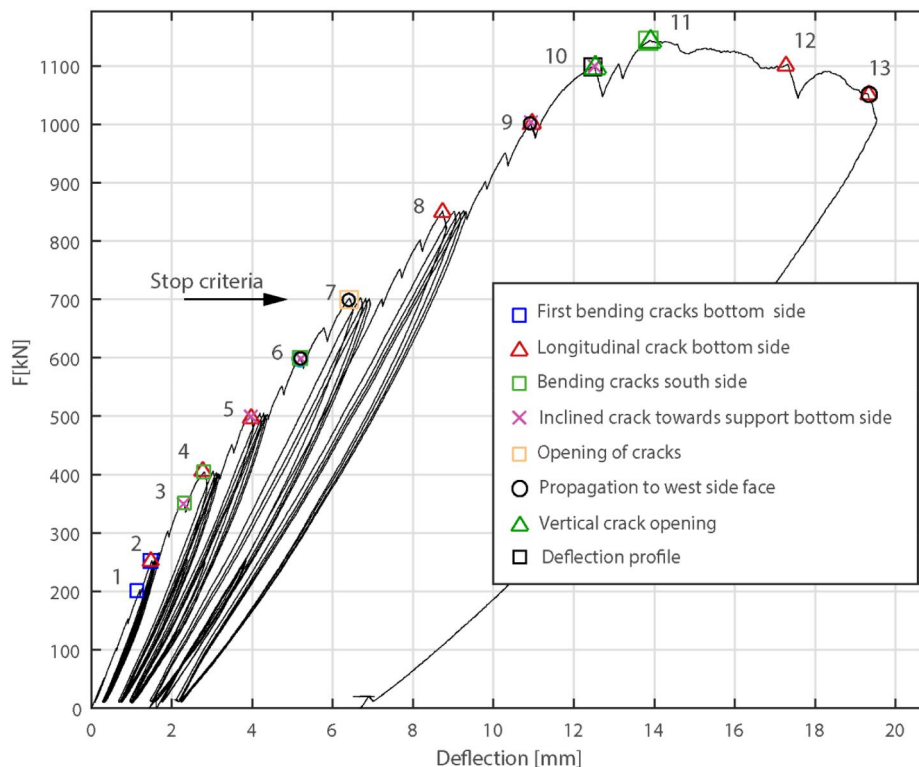 1100
1000
900
800
700
600
500
400
300
200
100
0
F[kN]
1
2
3
4
5
6
7
8
9
10
11
12
13
Stop criteria
First bending cracks bottom side
Longitudinal crack bottom side
Bending cracks south side
Inclined crack towards support bottom side
Opening of cracks
Propagation to west side face
Vertical crack opening
Deflection profile
0 2 4 6 8 10 12 14 16 18 20
Deflection [mm]